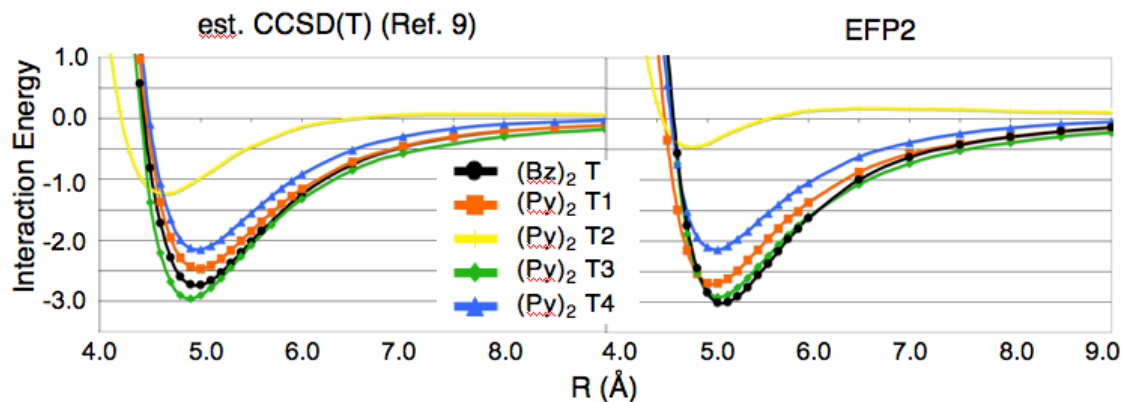 est. CCSD(T) (Ref. 9)
EFP2
Interaction Energy
1.0
0.0
-1.0
-2.0
-3.0
(Bz)₂ T
(Py)₂ T1
(Py)₂ T2
(Py)₂ T3
(Py)₂ T4
4.0 5.0 6.0 7.0 8.0 4.0 5.0 6.0 7.0 8.0 9.0
R (Å)